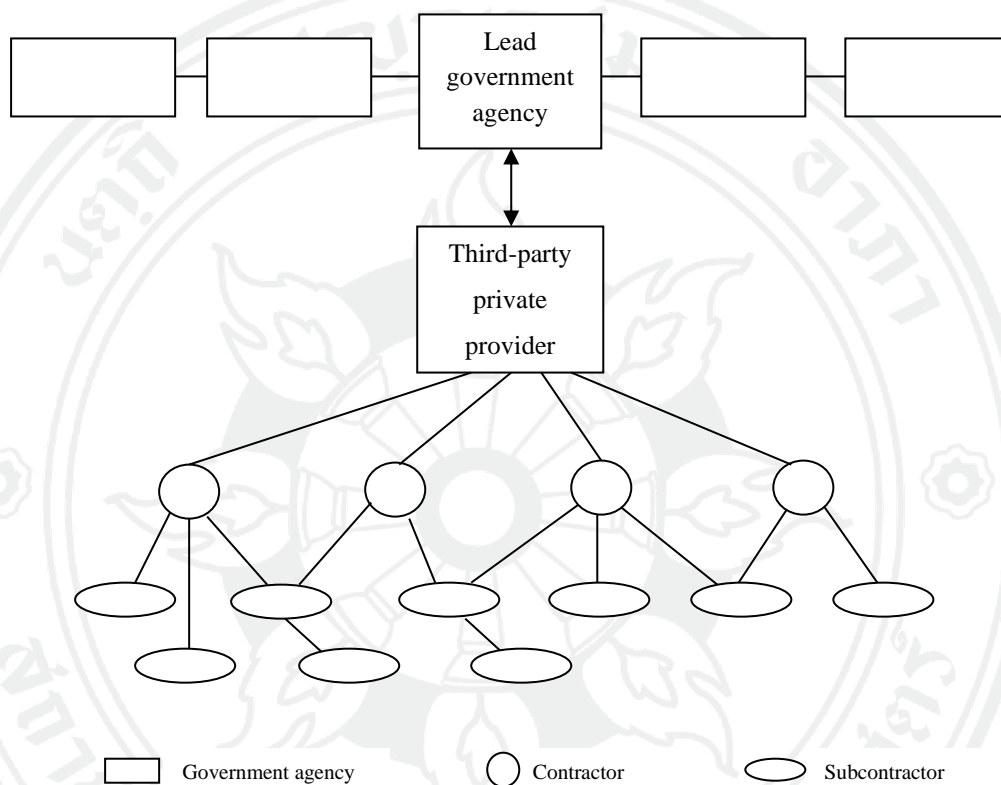 Lead
government
agency
Third-party
private
provider
Government agency
Contractor
Subcontractor